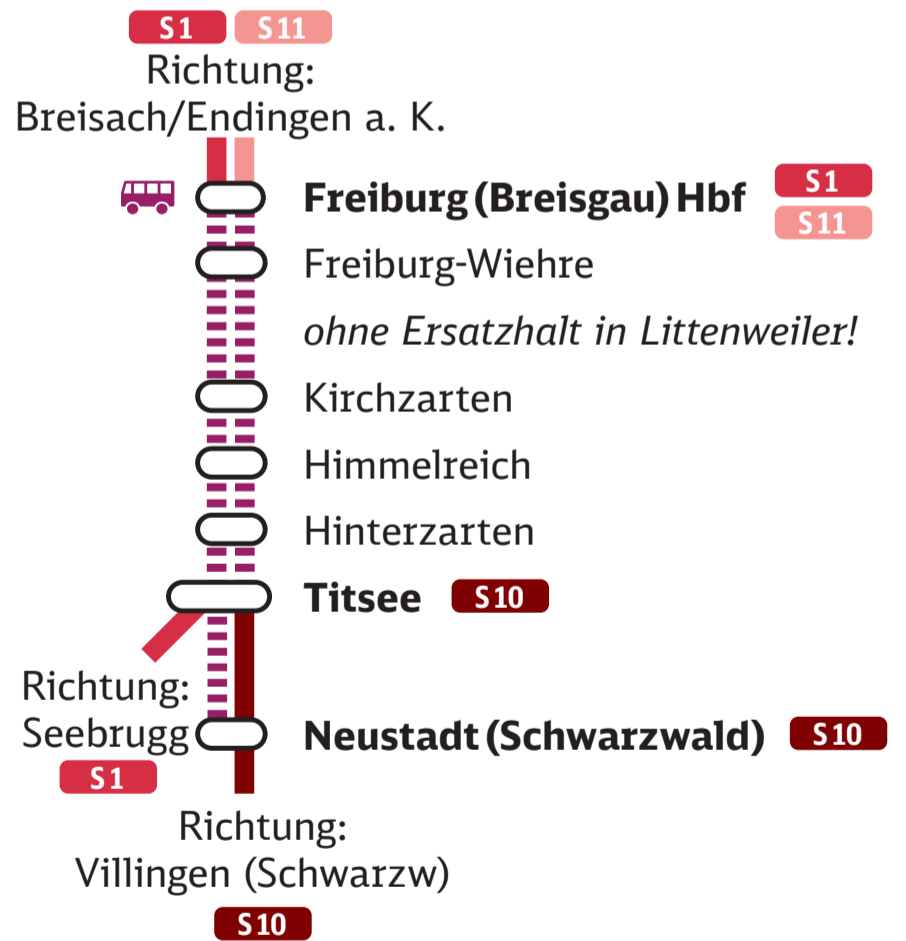 S1 S11
Richtung:
Breisach/Endingen a. K.
Freiburg (Breisgau) Hbf S1
S11
Freiburg-Wiehre
ohne Ersatzhalt in Littenweiler!
Kirchzarten
Himmelreich
Hinterzarten
Titsee S10
Richtung:
Seebrugg
S1
Neustadt (Schwarzwald) S10
Richtung:
Villingen (Schwarzw)
S10